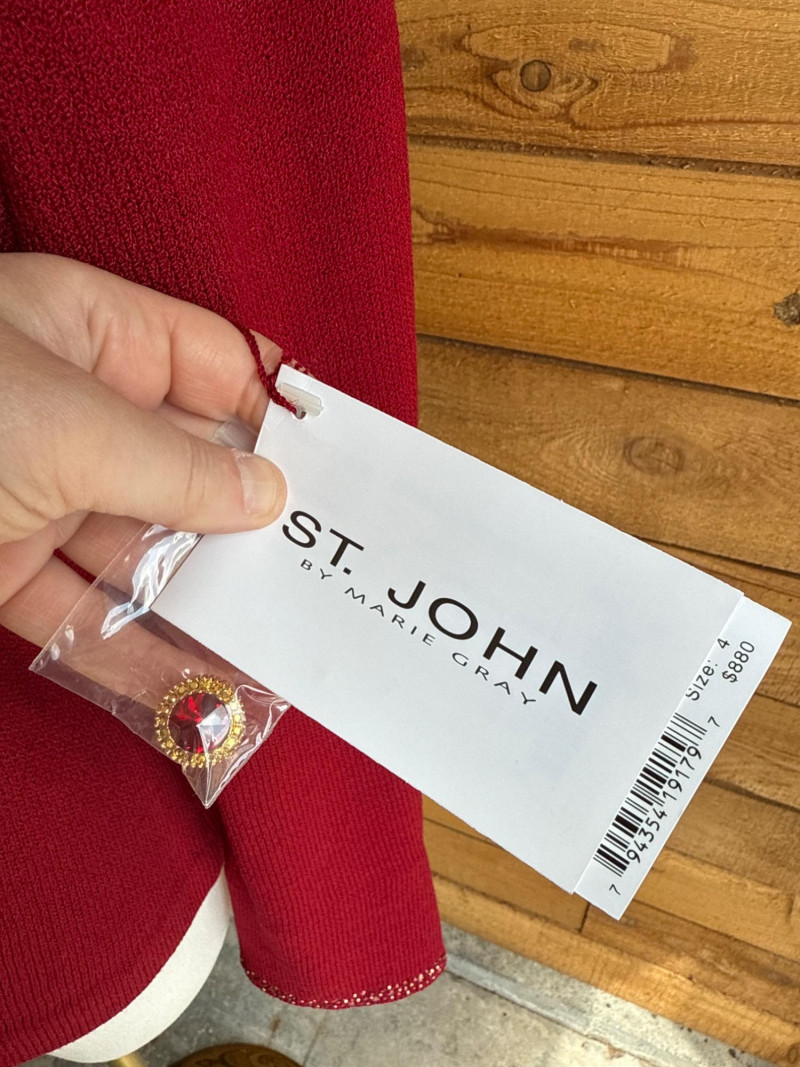 ST. JOHN
BY MARIE GRAY
Size: 4
$880
7 94354 19179 7